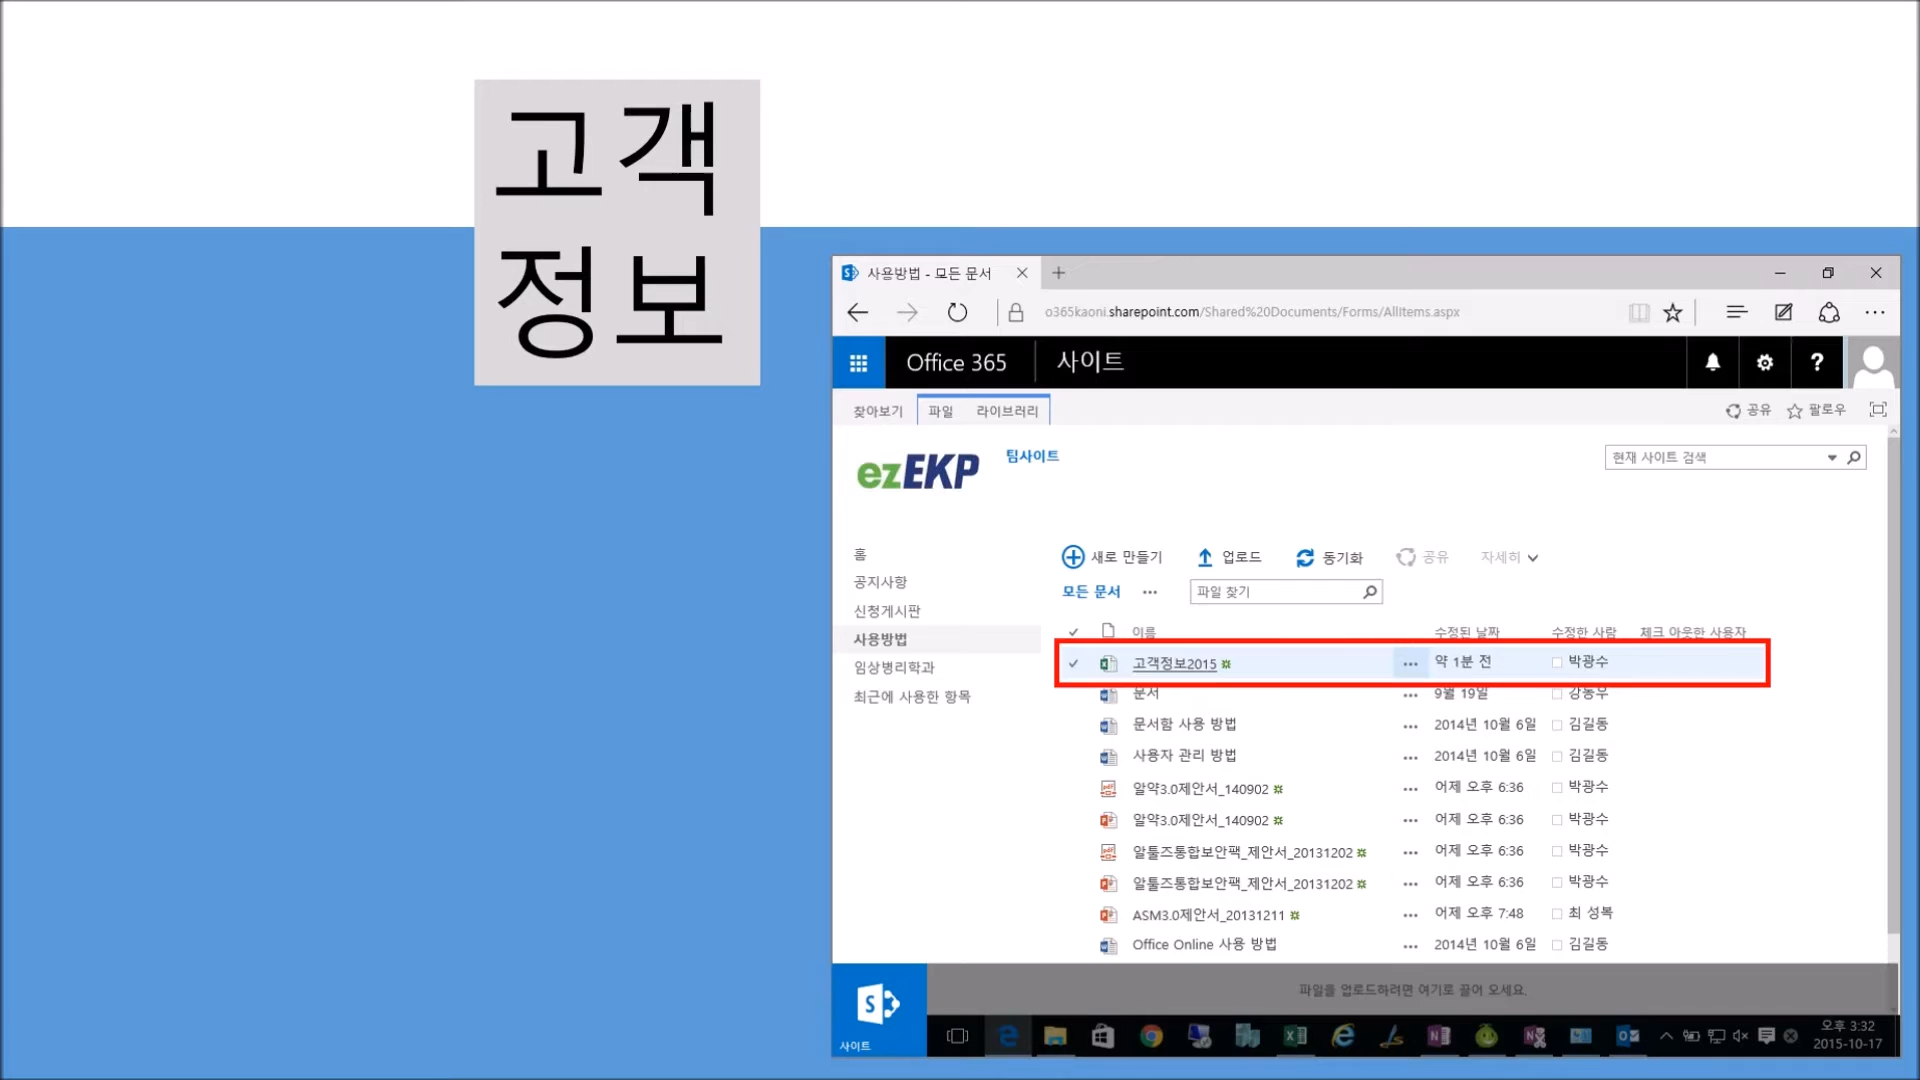 고객
정보
사용방법 - 모든 문서
o365kaoni.sharepoint.com/Shared%20Documents/Forms/AllItems.aspx
Office 365 사이트
찾아보기 파일 라이브러리 공유 팔로우
ezEKP 팀사이트 현재 사이트 검색
홈
공지사항
신청게시판
사용방법
임상병리학과
최근에 사용한 항목
새로 만들기 업로드 동기화 공유 자세히
모든 문서 ... 파일 찾기
이름 수정된 날짜 수정한 사람 체크 아웃한 사용자
고객정보2015 ... 약 1분 전 박광수
문서 ... 9월 19일 강동우
문서함 사용 방법 ... 2014년 10월 6일 김길동
사용자 관리 방법 ... 2014년 10월 6일 김길동
알약3.0제안서_140902 ... 어제 오후 6:36 박광수
알약3.0제안서_140902 ... 어제 오후 6:36 박광수
알툴즈통합보안팩_제안서_20131202 ... 어제 오후 6:36 박광수
알툴즈통합보안팩_제안서_20131202 ... 어제 오후 6:36 박광수
ASM3.0제안서_20131211 ... 어제 오후 7:48 최 성복
Office Online 사용 방법 ... 2014년 10월 6일 김길동
파일을 업로드하려면 여기로 끌어 오세요.
사이트
오후 3:32
2015-10-17